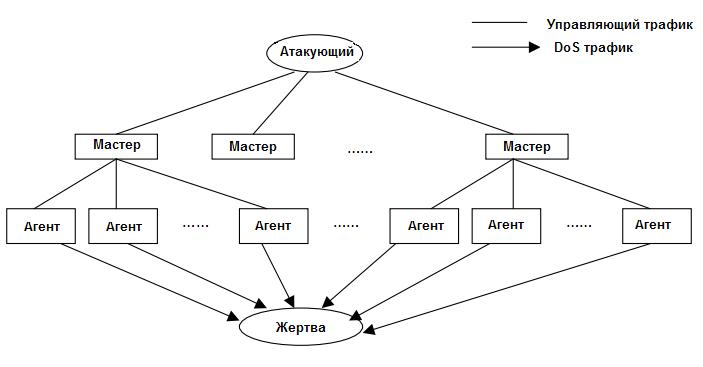 Управляющий трафик
DoS трафик
Атакующий
Мастер
Мастер
......
Мастер
Агент
Агент
......
Агент
......
Агент
Агент
......
Агент
Жертва